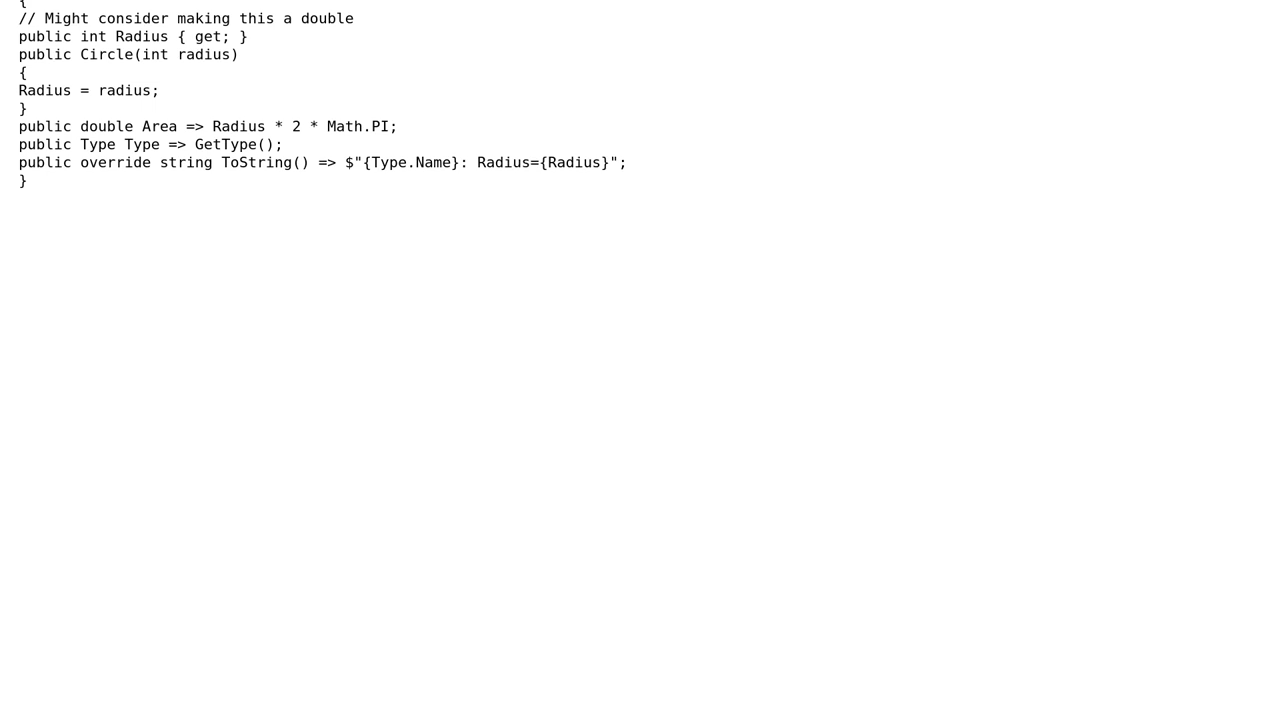 {
// Might consider making this a double
public int Radius { get; }
public Circle(int radius)
{
Radius = radius;
}
public double Area => Radius * 2 * Math.PI;
public Type Type => GetType();
public override string ToString() => $"{Type.Name}: Radius={Radius}";
}